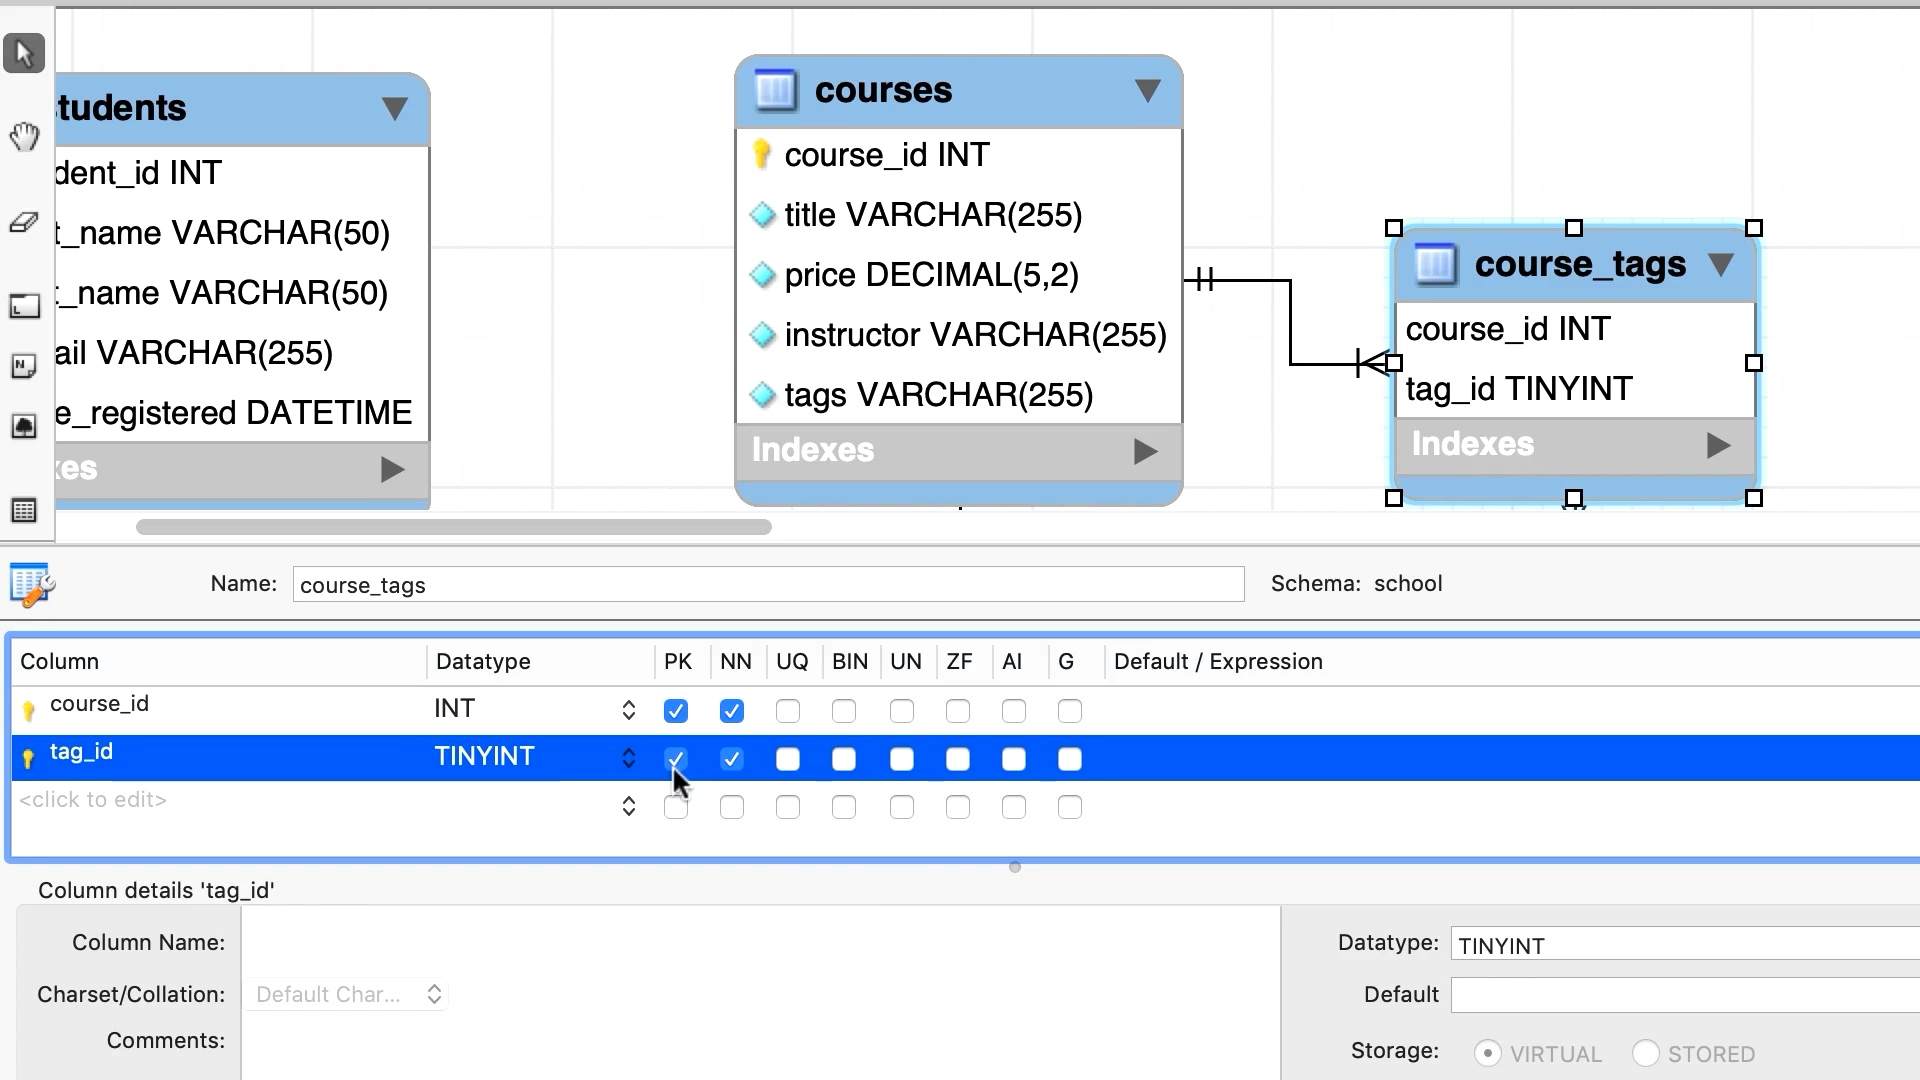 tudents
dent_id INT
t_name VARCHAR(50)
t_name VARCHAR(50)
ail VARCHAR(255)
e_registered DATETIME
xes
courses
course_id INT
title VARCHAR(255)
price DECIMAL(5,2)
instructor VARCHAR(255)
tags VARCHAR(255)
Indexes
course_tags
course_id INT
tag_id TINYINT
Indexes
Name: course_tags Schema: school
Column Datatype PK NN UQ BIN UN ZF AI G Default / Expression
course_id INT
tag_id TINYINT
<click to edit>
Column details 'tag_id'
Column Name: Datatype: TINYINT
Charset/Collation: Default Char... Default
Comments: Storage: VIRTUAL STORED